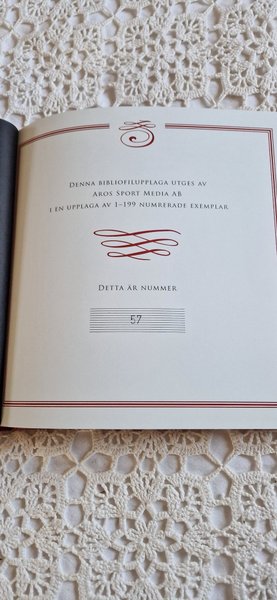 Denna bibliofilupplaga utges av
Aros Sport Media AB
i en upplaga av 1–199 numrerade exemplar
Detta är nummer
57